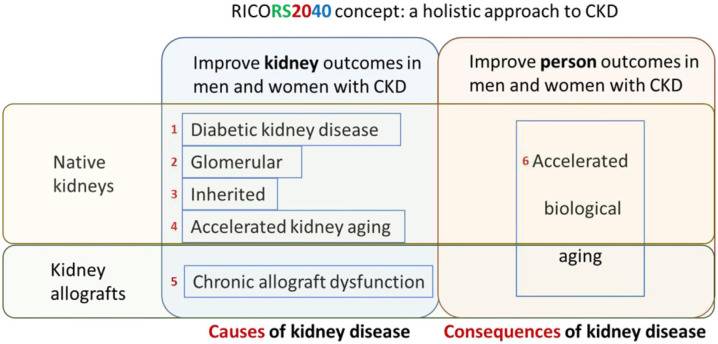 RICORS2040 concept: a holistic approach to CKD
Improve kidney outcomes in
men and women with CKD
Improve person outcomes in
men and women with CKD
Native
kidneys
1 Diabetic kidney disease
2 Glomerular
3 Inherited
4 Accelerated kidney aging
6 Accelerated
biological
aging
Kidney
allografts
5 Chronic allograft dysfunction
Causes of kidney disease
Consequences of kidney disease